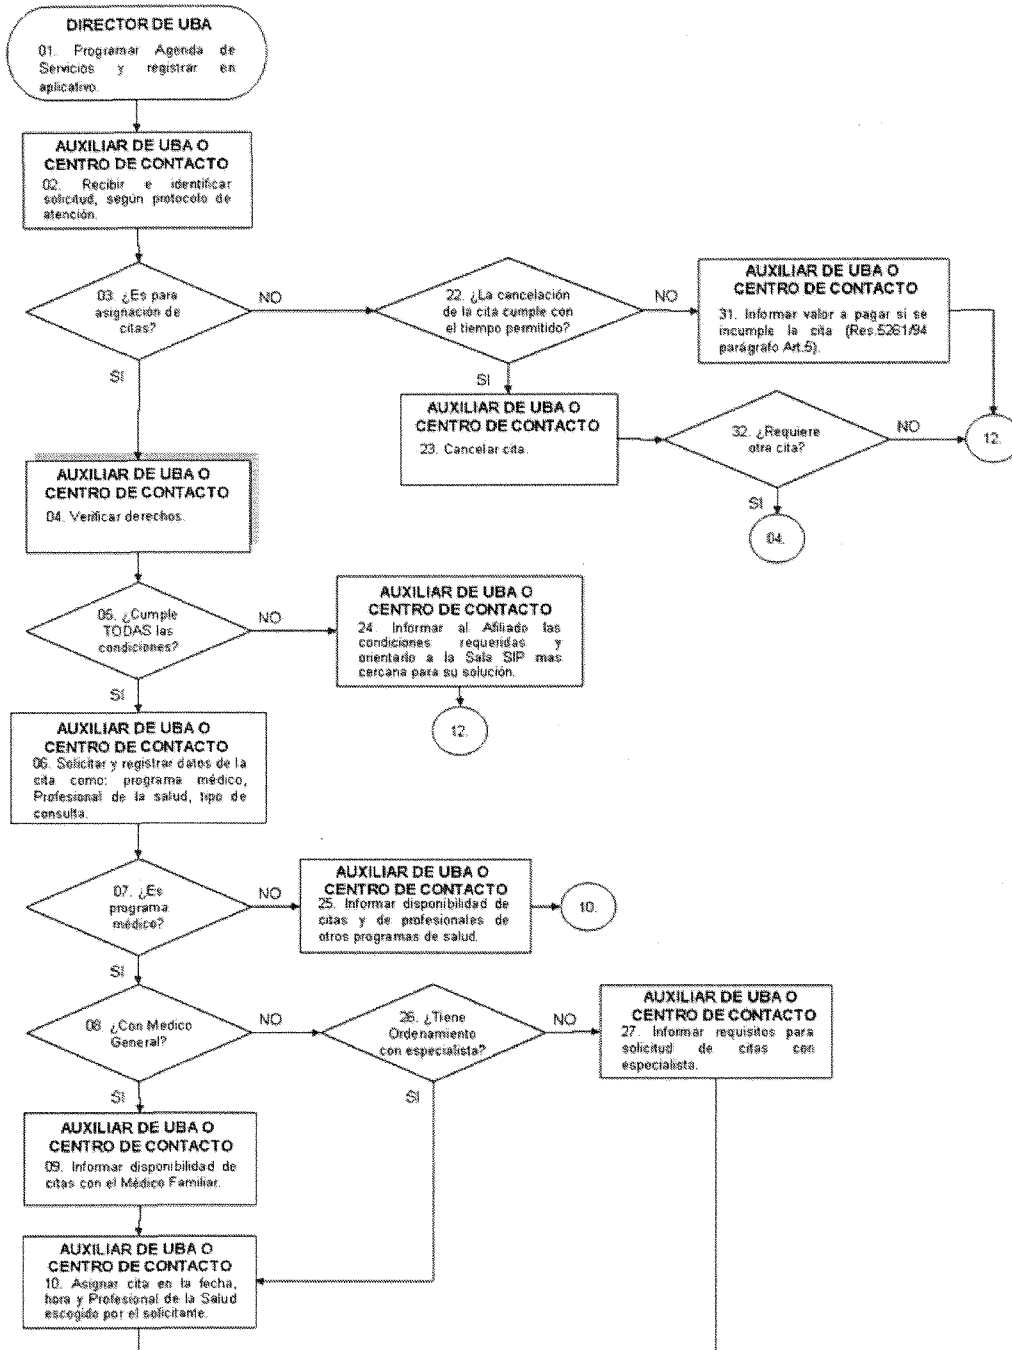 DIRECTOR DE UBA
01. Programar Agenda de
Servicios y registrar en
aplicativo.
AUXILIAR DE UBA O
CENTRO DE CONTACTO
02. Recibir e identificar
solicitud, según protocolo de
atención.
03. ¿Es para
asignación de
citas?
NO
SI
22. ¿La cancelación
de la cita cumple con
el tiempo permitido?
NO
SI
AUXILIAR DE UBA O
CENTRO DE CONTACTO
31. Informar valor a pagar si se
incumple la cita (Res.5261/94
parágrafo Art.5).
AUXILIAR DE UBA O
CENTRO DE CONTACTO
23. Cancelar cita.
32. ¿Requiere
otra cita?
NO
12.
SI
04.
AUXILIAR DE UBA O
CENTRO DE CONTACTO
04. Verificar derechos.
05. ¿Cumple
TODAS las
condiciones?
NO
SI
AUXILIAR DE UBA O
CENTRO DE CONTACTO
24. Informar al Afiliado las
condiciones requeridas y
orientarlo a la Sala SIP mas
cercana para su solución.
12.
AUXILIAR DE UBA O
CENTRO DE CONTACTO
06. Solicitar y registrar datos de la
cita como: programa médico,
Profesional de la salud, tipo de
consulta.
07. ¿Es
programa
médico?
NO
SI
AUXILIAR DE UBA O
CENTRO DE CONTACTO
25. Informar disponibilidad de
citas y de profesionales de
otros programas de salud.
10.
08. ¿Con Medico
General?
NO
SI
26. ¿Tiene
Ordenamiento
con especialista?
NO
SI
AUXILIAR DE UBA O
CENTRO DE CONTACTO
27. Informar requisitos para
solicitud de citas con
especialista.
AUXILIAR DE UBA O
CENTRO DE CONTACTO
09. Informar disponibilidad de
citas con el Médico Familiar.
AUXILIAR DE UBA O
CENTRO DE CONTACTO
10. Asignar cita en la fecha,
hora y Profesional de la Salud
escogido por el solicitante.